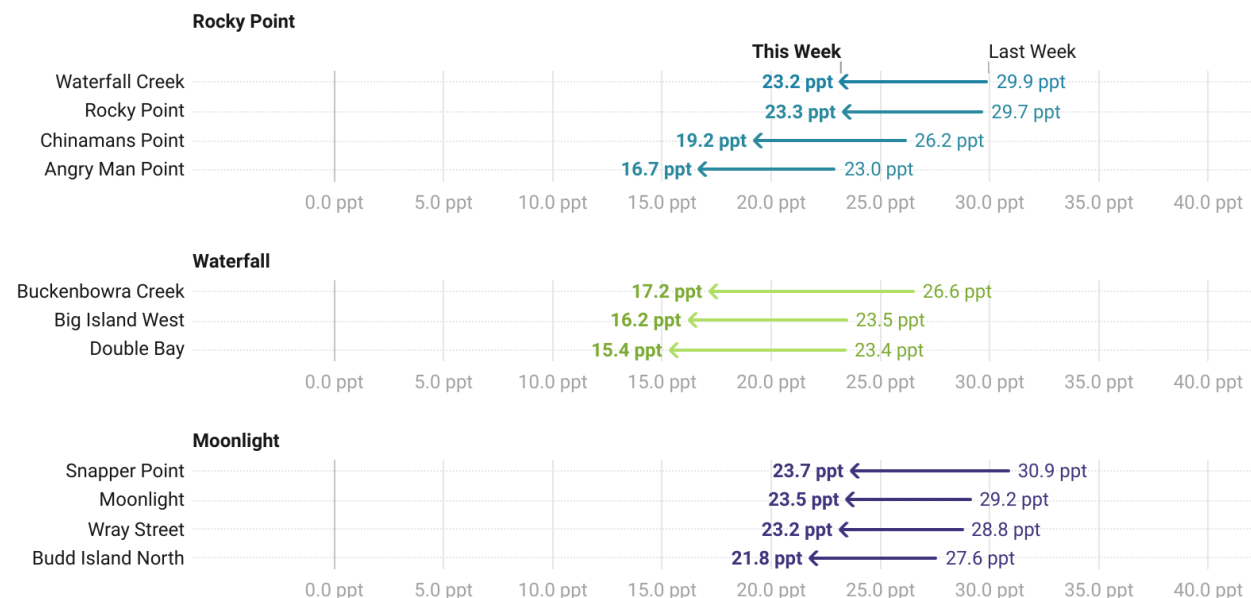 Rocky Point
This Week Last Week
Waterfall Creek 23.2 ppt 29.9 ppt
Rocky Point 23.3 ppt 29.7 ppt
Chinamans Point 19.2 ppt 26.2 ppt
Angry Man Point 16.7 ppt 23.0 ppt
0.0 ppt 5.0 ppt 10.0 ppt 15.0 ppt 20.0 ppt 25.0 ppt 30.0 ppt 35.0 ppt 40.0 ppt
Waterfall
Buckenbowra Creek 17.2 ppt 26.6 ppt
Big Island West 16.2 ppt 23.5 ppt
Double Bay 15.4 ppt 23.4 ppt
0.0 ppt 5.0 ppt 10.0 ppt 15.0 ppt 20.0 ppt 25.0 ppt 30.0 ppt 35.0 ppt 40.0 ppt
Moonlight
Snapper Point 23.7 ppt 30.9 ppt
Moonlight 23.5 ppt 29.2 ppt
Wray Street 23.2 ppt 28.8 ppt
Budd Island North 21.8 ppt 27.6 ppt
0.0 ppt 5.0 ppt 10.0 ppt 15.0 ppt 20.0 ppt 25.0 ppt 30.0 ppt 35.0 ppt 40.0 ppt